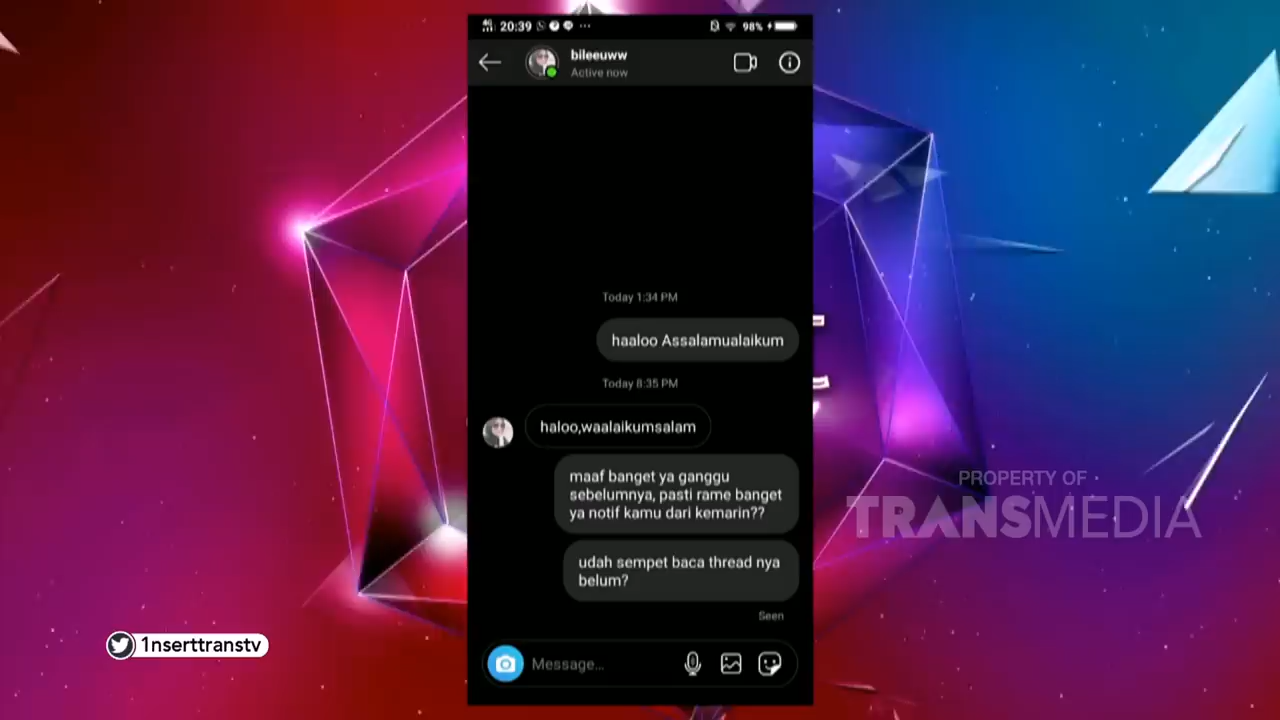 4G 20:39 98%
bileeuww
Active now
Today 1:34 PM
haaloo Assalamualaikum
Today 8:35 PM
haloo,waalaikumsalam
maaf banget ya ganggu
sebelumnya, pasti rame banget
ya notif kamu dari kemarin??
udah sempet baca thread nya
belum?
Seen
Message...
PROPERTY OF
TRANSMEDIA
1nserttranstv